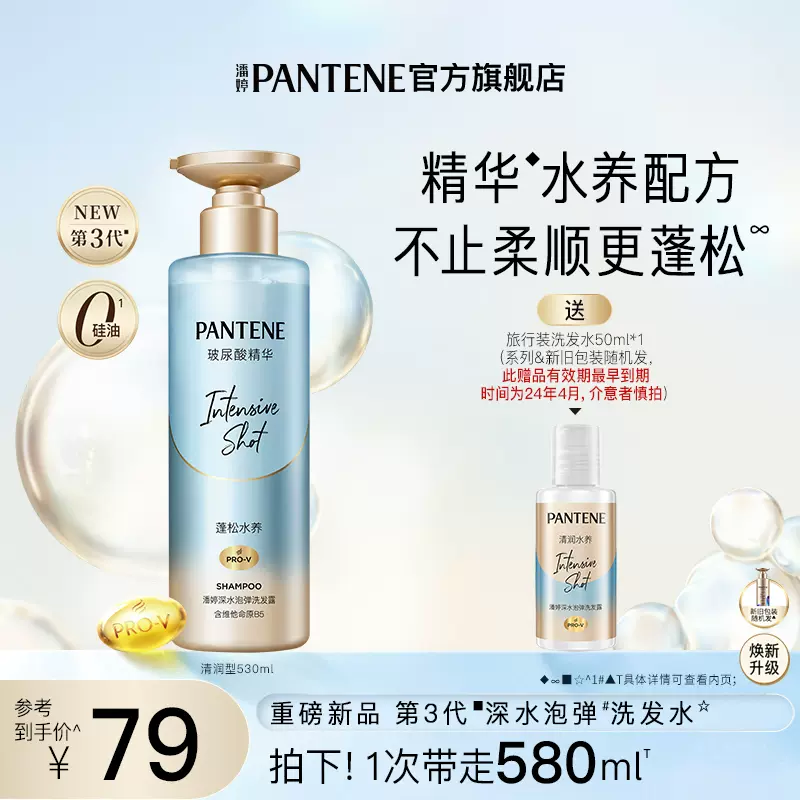 潘婷PANTENE官方旗舰店
精华◆水养配方
不止柔顺更蓬松∞
NEW
第3代■
0硅油¹
送
旅行装洗发水50ml*1
(系列&新旧包装随机发,
此赠品有效期最早到期
时间为24年4月, 介意者慎拍)
PANTENE
玻尿酸精华
Intensive
Shot
蓬松水养
PRO-V
SHAMPOO
潘婷深水泡弹洗发露
含维他命原B5
PRO-V
清润型530ml
PANTENE
清润水养
Intensive
Shot
潘婷深水泡弹洗发露
PRO-V
新旧包装
随机发▲
焕新
升级
◆∞■☆^1#▲T具体详情可查看内页;
参考
到手价^
¥79
重磅新品 第3代■深水泡弹#洗发水☆
拍下! 1次带走580mlᵀ